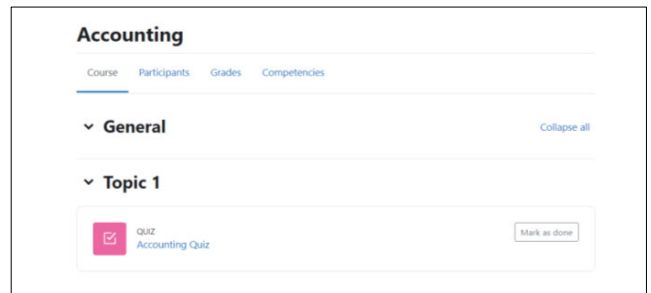 Accounting
Course Participants Grades Competencies
General Collapse all
Topic 1
QUIZ
Accounting Quiz
Mark as done